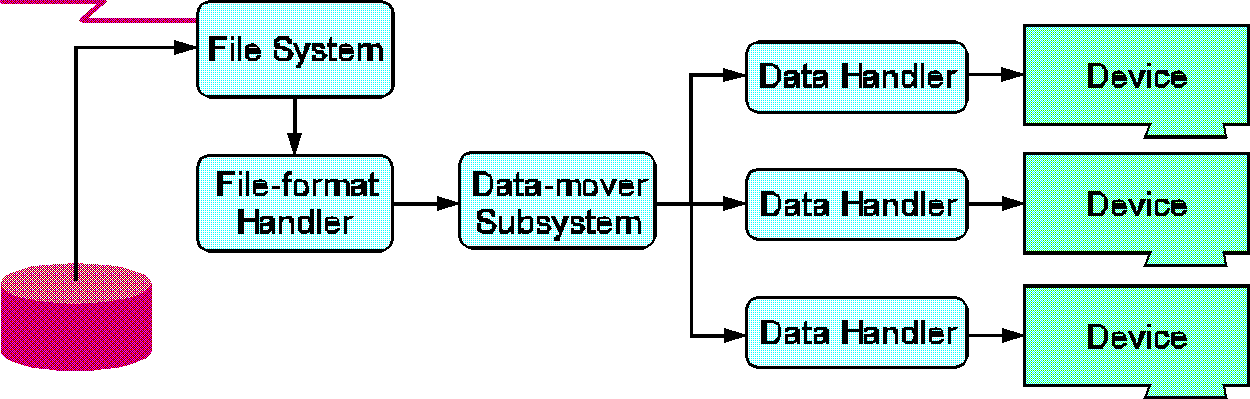 File System
Data Handler
Device
File-format
Handler
Data-mover
Subsystem
Data Handler
Device
Data Handler
Device